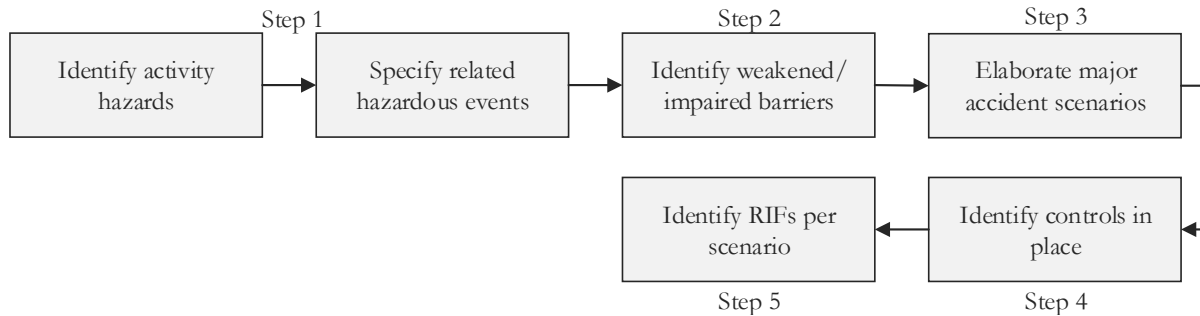 Step 1
Step 2
Step 3
Identify activity
hazards
Specify related
hazardous events
Identify weakened/
impaired barriers
Elaborate major
accident scenarios
Identify RIFs per
scenario
Identify controls in
place
Step 5
Step 4